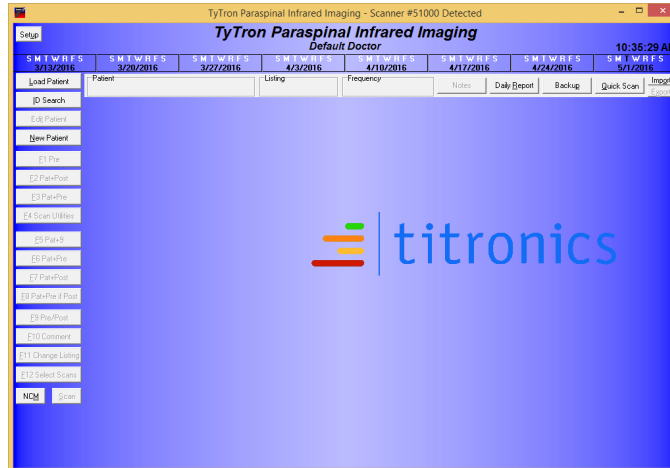 TyTron Paraspinal Infrared Imaging - Scanner #51000 Detected
Setup
TyTron Paraspinal Infrared Imaging
Default Doctor
10:35:29 A
S M T W R F S S M T W R F S S M T W R F S S M T W R F S S M T W R F S S M T W R F S S M T W R F S S M T W R F S
3/13/2016 3/20/2016 3/27/2016 4/3/2016 4/10/2016 4/17/2016 4/24/2016 5/1/2016
Load Patient
Patient
Listing
Frequency
Notes
Daily Report
Backup
Quick Scan
Import
Export
ID Search
Edit Patient
New Patient
F1 Pre
F2 Pat+Post
F3 Pat+Pre
F4 Scan Utilities
F5 Pat+9
F6 Pat+Pre
F7 Pat+Post
F8 Pat+Pre if Post
F9 Pre/Post
F10 Comment
F11 Change Listing
F12 Select Scans
NCM Scan
titronics